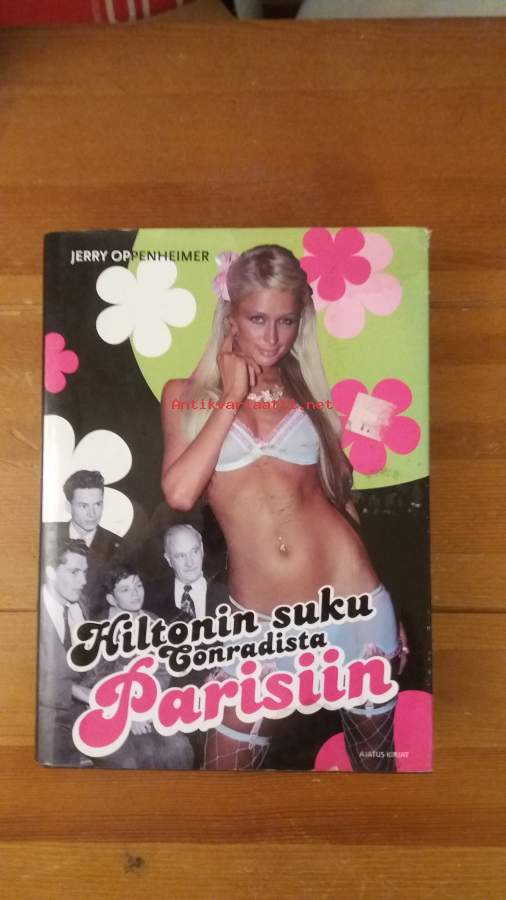 JERRY OPPENHEIMER
Antikvariaatti.net
Hiltonin suku
Conradista
Parisiin
AJATUS KIRJAT